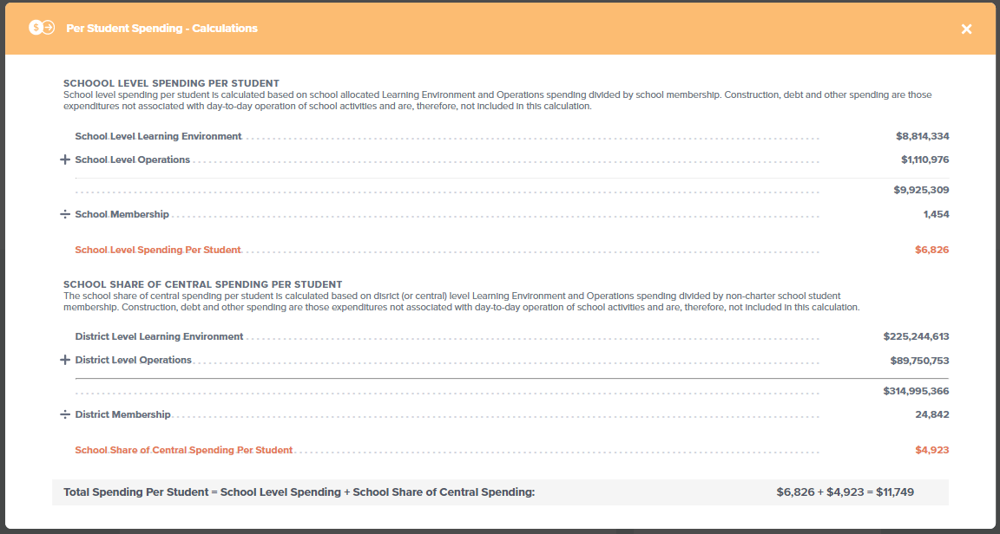 Per Student Spending - Calculations
SCHOOOL LEVEL SPENDING PER STUDENT
School level spending per student is calculated based on school allocated Learning Environment and Operations spending divided by school membership. Construction, debt and other spending are those
expenditures not associated with day-to-day operation of school activities and are, therefore, not included in this calculation.
School Level Learning Environment $8,814,334
+ School Level Operations $1,110,976
$9,925,309
÷ School Membership 1,454
School Level Spending Per Student $6,826
SCHOOL SHARE OF CENTRAL SPENDING PER STUDENT
The school share of central spending per student is calculated based on disrict (or central) level Learning Environment and Operations spending divided by non-charter school student
membership. Construction, debt and other spending are those expenditures not associated with day-to-day operation of school activities and are, therefore, not included in this calculation.
District Level Learning Environment $225,244,613
+ District Level Operations $89,750,753
$314,995,366
÷ District Membership 24,842
School Share of Central Spending Per Student $4,923
Total Spending Per Student = School Level Spending + School Share of Central Spending: $6,826 + $4,923 = $11,749